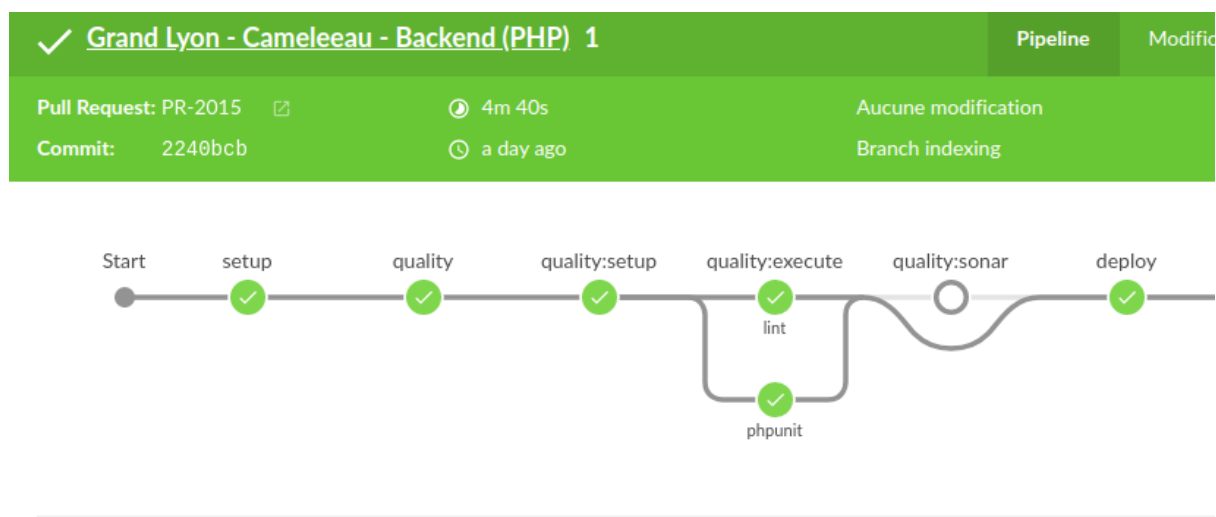 Grand Lyon - Cameleeau - Backend (PHP) 1
Pipeline
Modific
Pull Request: PR-2015
4m 40s
Aucune modification
Commit: 2240bcb
a day ago
Branch indexing
Start
setup
quality
quality:setup
quality:execute
quality:sonar
deploy
lint
phpunit